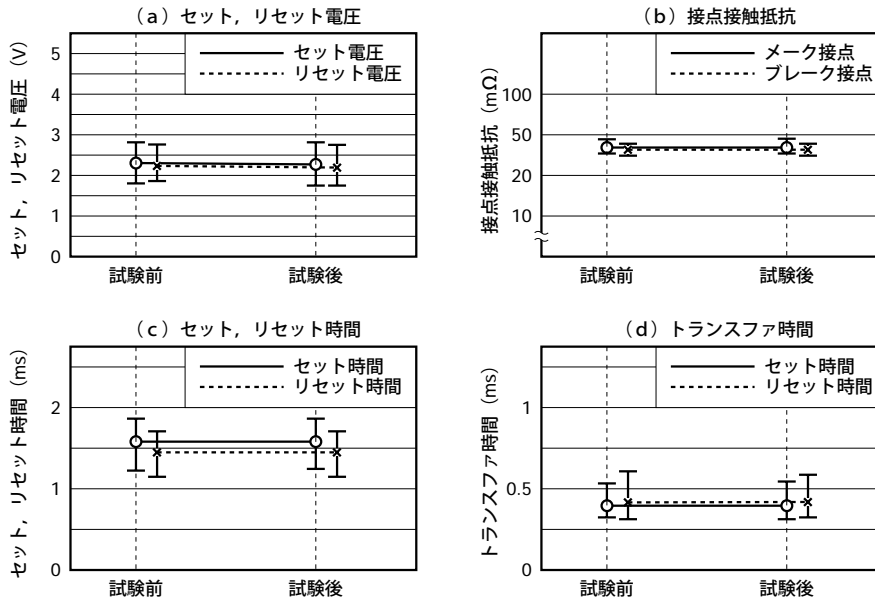 （a）セット，リセット電圧
セット，リセット電圧（V）
セット電圧
リセット電圧
5
4
3
2
1
0
試験前
試験後
（b）接点接触抵抗
接点接触抵抗（mΩ）
メーク接点
ブレーク接点
100
50
20
10
試験前
試験後
（c）セット，リセット時間
セット，リセット時間（ms）
セット時間
リセット時間
2
1
0
試験前
試験後
（d）トランスファ時間
トランスファ時間（ms）
セット時間
リセット時間
1
0.5
0
試験前
試験後